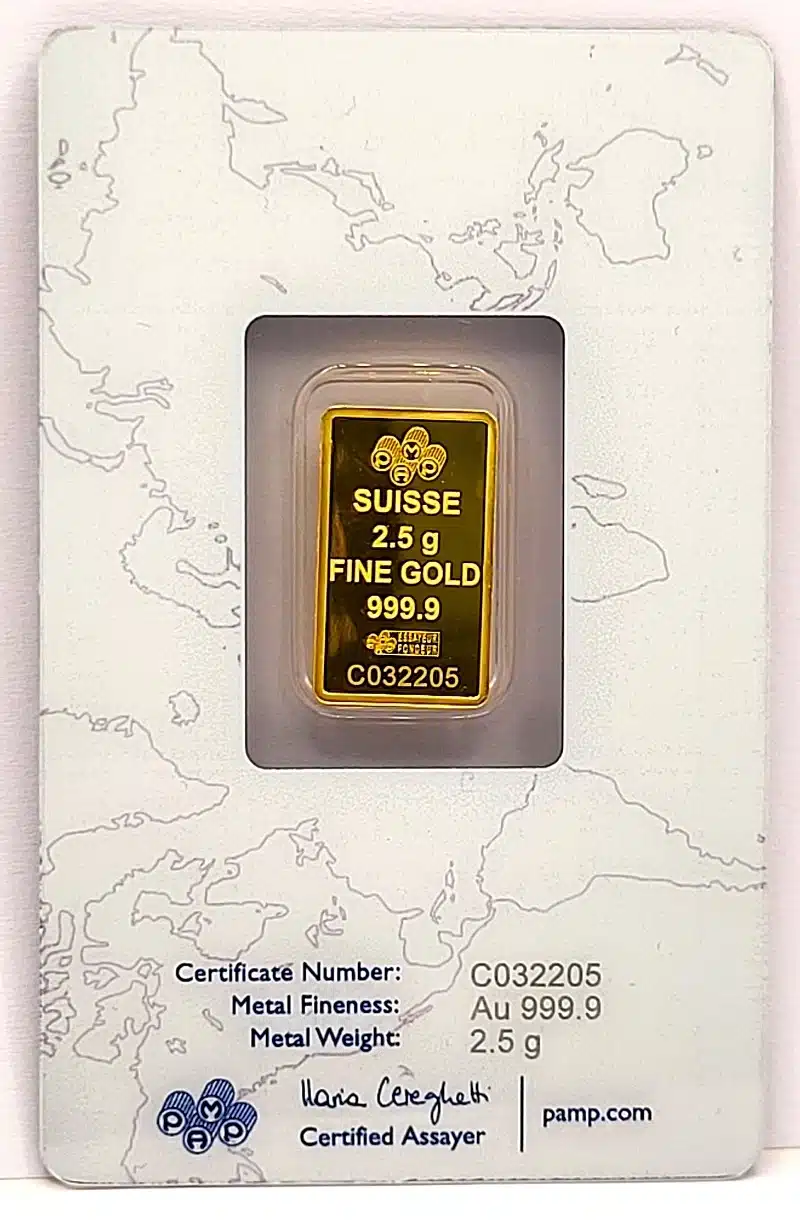 PAMP
SUISSE
2.5 g
FINE GOLD
999.9
ESSAYEUR
FONDEUR
C032205
Certificate Number: C032205
Metal Fineness: Au 999.9
Metal Weight: 2.5 g
PAMP
Ilaria Cereghetti
Certified Assayer
pamp.com